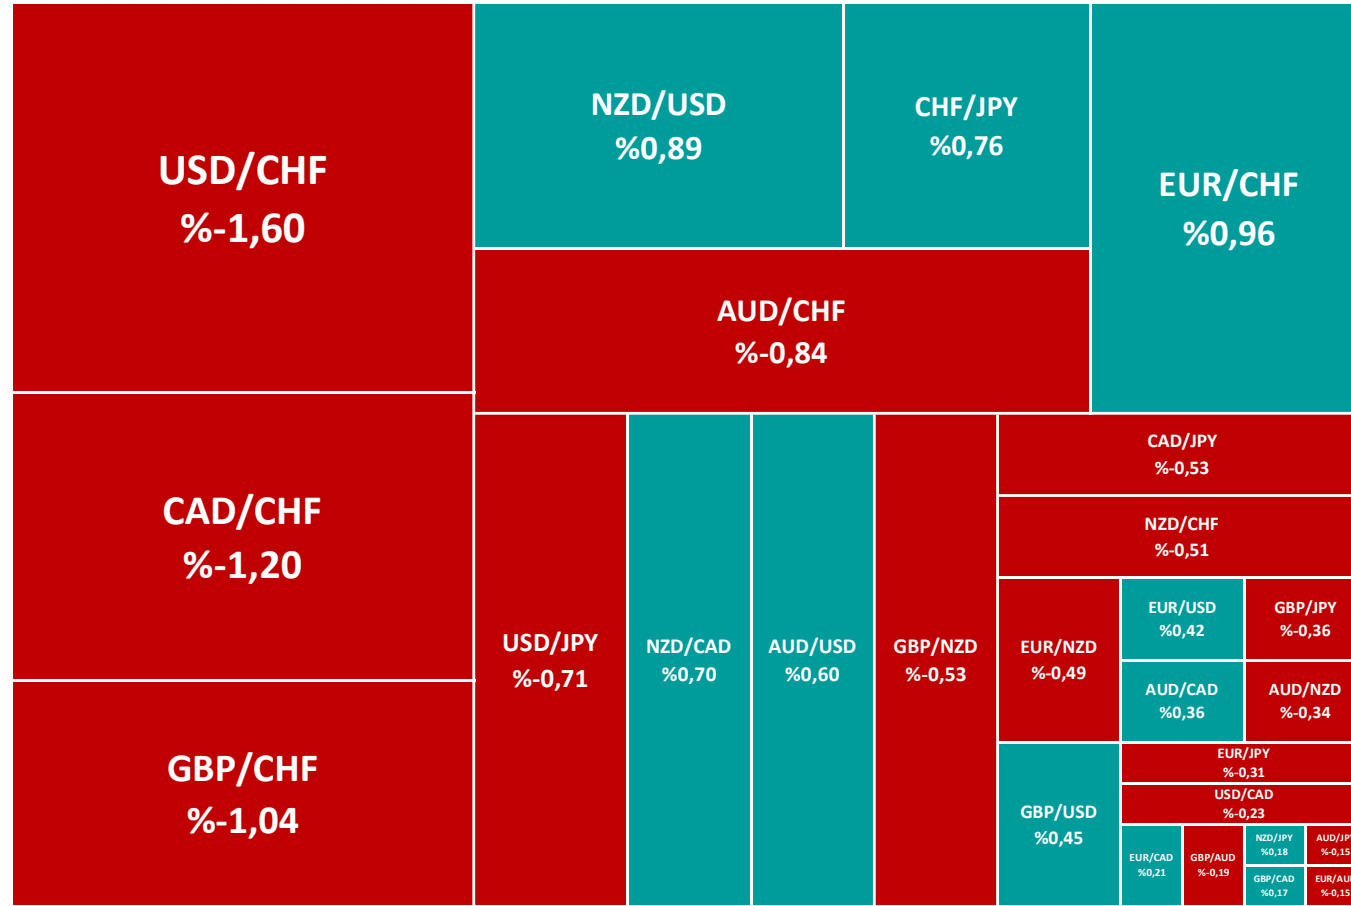 USD/CHF
%-1,60
CAD/CHF
%-1,20
GBP/CHF
%-1,04
NZD/USD
%0,89
CHF/JPY
%0,76
EUR/CHF
%0,96
AUD/CHF
%-0,84
USD/JPY
%-0,71
NZD/CAD
%0,70
AUD/USD
%0,60
GBP/NZD
%-0,53
CAD/JPY
%-0,53
NZD/CHF
%-0,51
EUR/NZD
%-0,49
EUR/USD
%0,42
GBP/JPY
%-0,36
AUD/CAD
%0,36
AUD/NZD
%-0,34
GBP/USD
%0,45
EUR/JPY
%-0,31
USD/CAD
%-0,23
EUR/CAD
%0,21
GBP/AUD
%-0,19
NZD/JPY
%0,18
AUD/JPY
%-0,15
GBP/CAD
%0,17
EUR/AUD
%-0,15